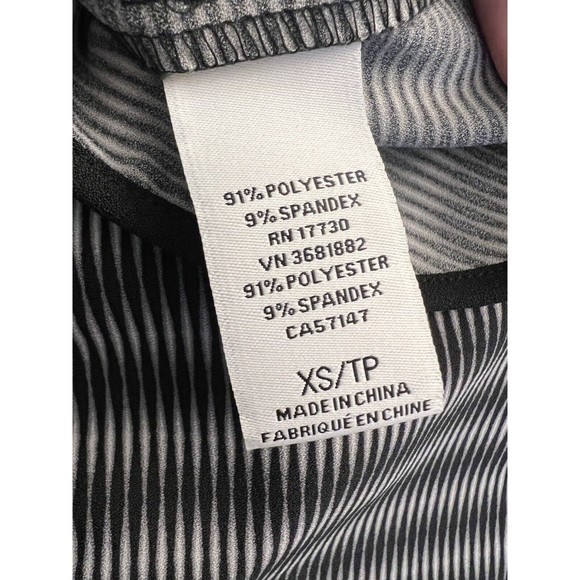 91% POLYESTER
9% SPANDEX
RN 17730
VN 3681882
91% POLYESTER
9% SPANDEX
CA57147
XS/TP
MADE IN CHINA
FABRIQUÉ EN CHINE